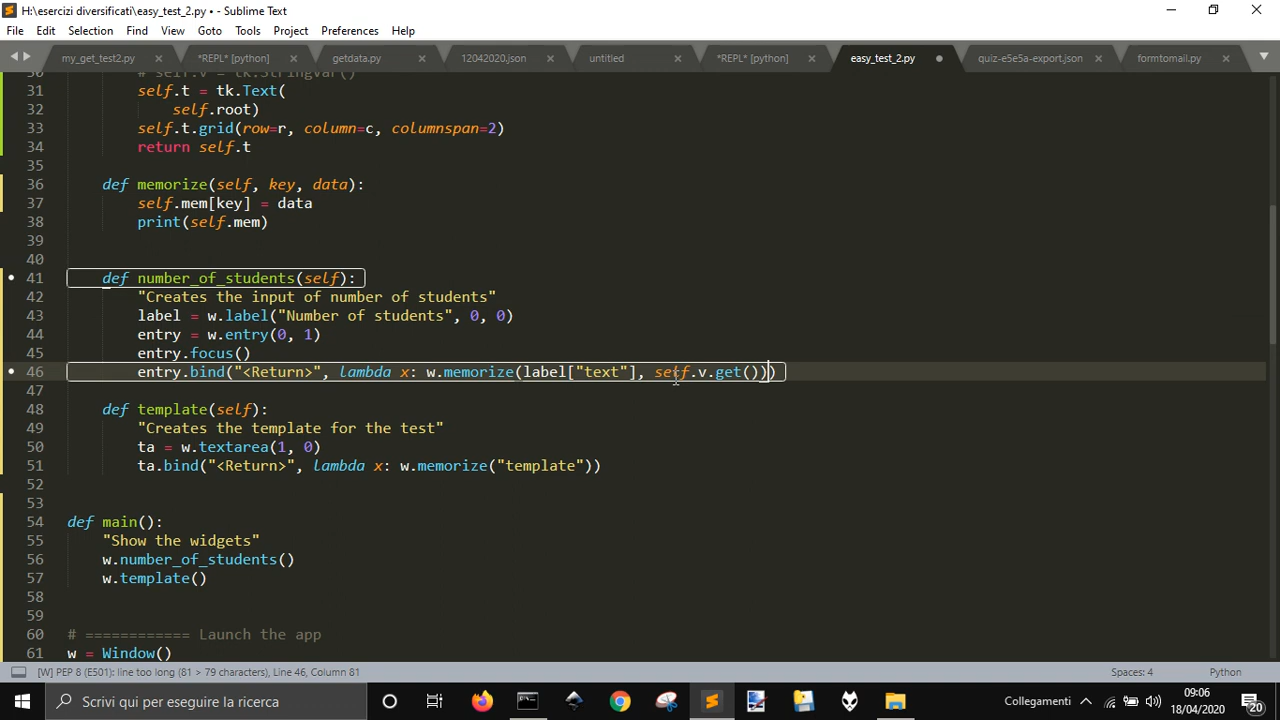 H:\esercizi diversificati\easy_test_2.py • - Sublime Text
File Edit Selection Find View Goto Tools Project Preferences Help
my_get_test2.py × *REPL* [python] × getdata.py × 12042020.json × untitled × *REPL* [python] × easy_test_2.py quiz-e5e5a-export.json × formtomail.py ×
30 # self.v = tk.StringVar()
31 self.t = tk.Text(
32 self.root)
33 self.t.grid(row=r, column=c, columnspan=2)
34 return self.t
35
36 def memorize(self, key, data):
37 self.mem[key] = data
38 print(self.mem)
39
40
41 def number_of_students(self):
42 "Creates the input of number of students"
43 label = w.label("Number of students", 0, 0)
44 entry = w.entry(0, 1)
45 entry.focus()
46 entry.bind("<Return>", lambda x: w.memorize(label["text"], self.v.get()))
47
48 def template(self):
49 "Creates the template for the test"
50 ta = w.textarea(1, 0)
51 ta.bind("<Return>", lambda x: w.memorize("template"))
52
53
54 def main():
55 "Show the widgets"
56 w.number_of_students()
57 w.template()
58
59
60 # ============ Launch the app
61 w = Window()
[W] PEP 8 (E501): line too long (81 > 79 characters), Line 46, Column 81 Spaces: 4 Python
Scrivi qui per eseguire la ricerca Collegamenti 09:06
18/04/2020 20